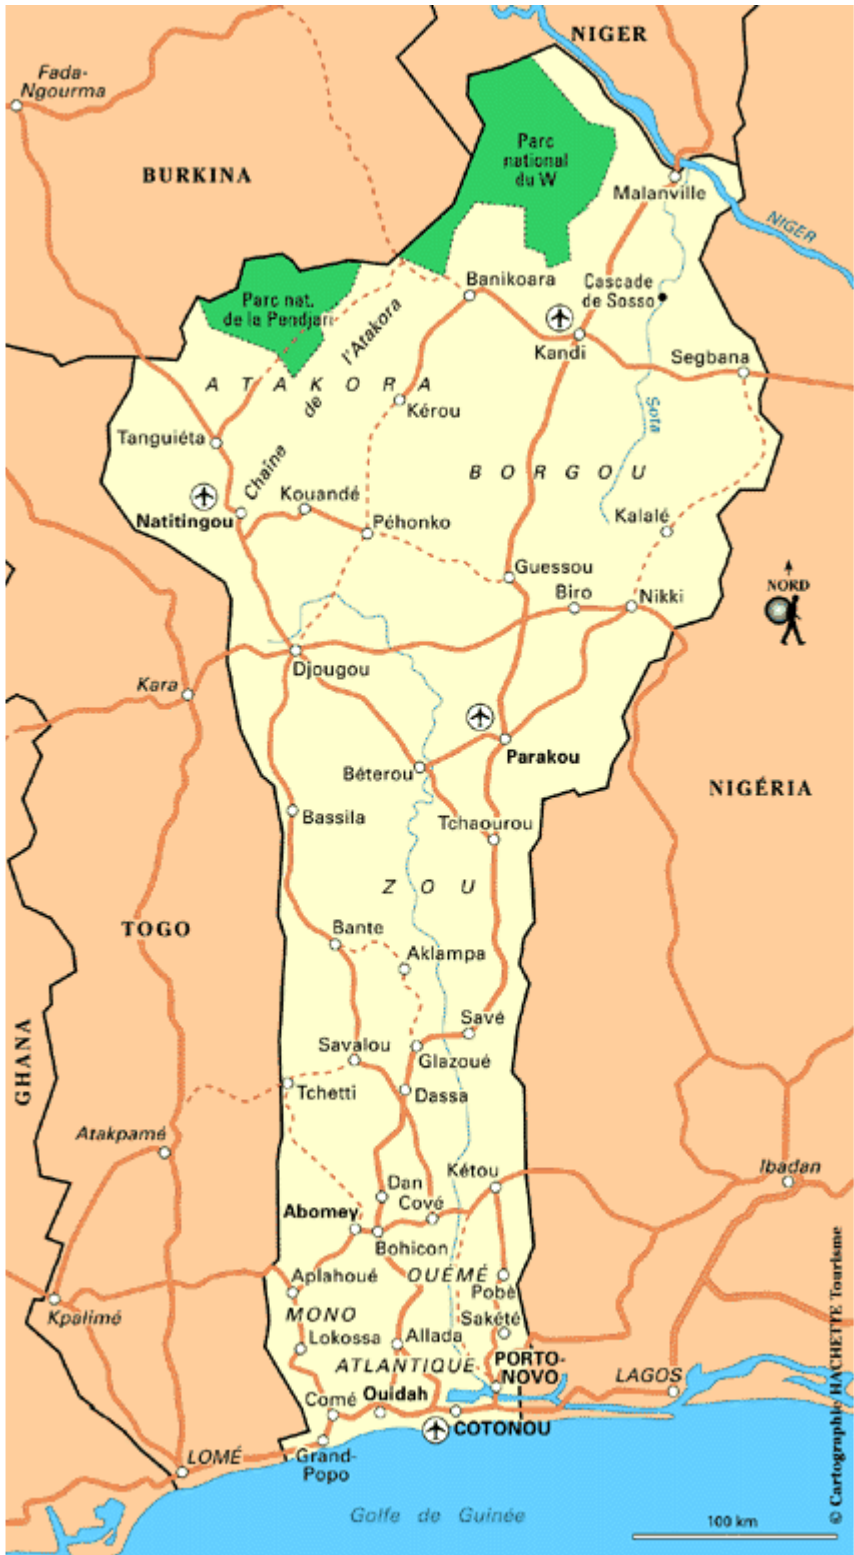 NIGER
Fada-
Ngourma
Parc
national
du W
BURKINA
Malanville
NIGER
Banikoara
Cascade
de Sosso
Parc nat.
de la Pendjari
Chaîne de l'Atakora
Kandi
Segbana
ATAKORA
Kérou
Sota
Tanguiéta
BORGOU
Kouandé
Natitingou
Péhonko
Kalalé
Guessou
NORD
Biro
Nikki
Djougou
Kara
Parakou
Béterou
NIGÉRIA
Bassila
Tchaourou
ZOU
TOGO
Bante
Aklampa
Savé
GHANA
Savalou
Glazoué
Tchetti
Dassa
Atakpamé
Ibadan
Kétou
Dan
Cové
Abomey
Bohicon
Aplahoué
OUÉMÉ
Pobè
Kpalimé
MONO
Sakété
Lokossa
Allada
ATLANTIQUE
PORTO-
NOVO
LAGOS
Comé
Ouidah
COTONOU
LOMÉ
Grand-
Popo
Golfe de Guinée
100 km
© Cartographie HACHETTE Tourisme